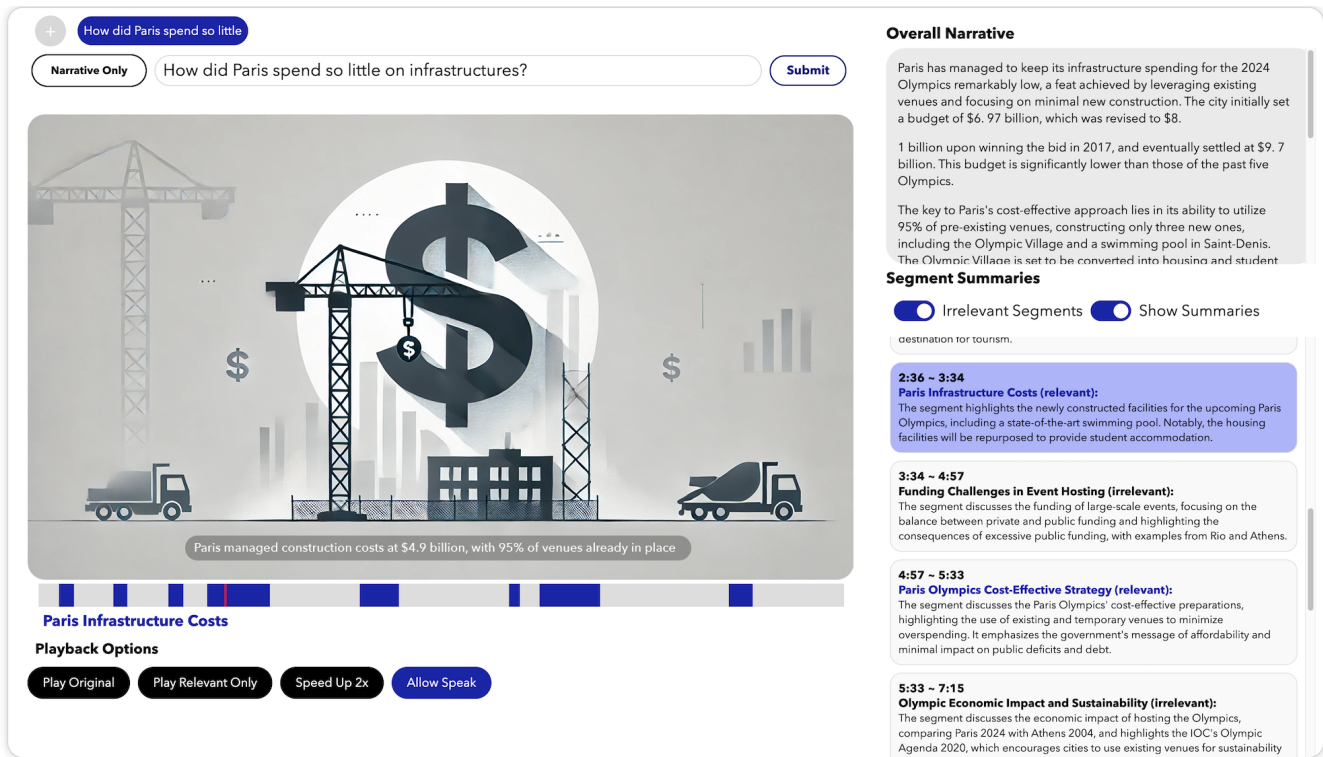 +
How did Paris spend so little
Narrative Only
How did Paris spend so little on infrastructures?
Submit
$
$
$
$
Paris managed construction costs at $4.9 billion, with 95% of venues already in place
Paris Infrastructure Costs
Playback Options
Play Original
Play Relevant Only
Speed Up 2x
Allow Speak
Overall Narrative
Paris has managed to keep its infrastructure spending for the 2024
Olympics remarkably low, a feat achieved by leveraging existing
venues and focusing on minimal new construction. The city initially set
a budget of $6. 97 billion, which was revised to $8.
1 billion upon winning the bid in 2017, and eventually settled at $9. 7
billion. This budget is significantly lower than those of the past five
Olympics.
The key to Paris's cost-effective approach lies in its ability to utilize
95% of pre-existing venues, constructing only three new ones,
including the Olympic Village and a swimming pool in Saint-Denis.
The Olympic Village is set to be converted into housing and student
Segment Summaries
Irrelevant Segments
Show Summaries
destination for tourism.
2:36 ~ 3:34
Paris Infrastructure Costs (relevant):
The segment highlights the newly constructed facilities for the upcoming Paris
Olympics, including a state-of-the-art swimming pool. Notably, the housing
facilities will be repurposed to provide student accommodation.
3:34 ~ 4:57
Funding Challenges in Event Hosting (irrelevant):
The segment discusses the funding of large-scale events, focusing on the
balance between private and public funding and highlighting the
consequences of excessive public funding, with examples from Rio and Athens.
4:57 ~ 5:33
Paris Olympics Cost-Effective Strategy (relevant):
The segment discusses the Paris Olympics' cost-effective preparations,
highlighting the use of existing and temporary venues to minimize
overspending. It emphasizes the government's message of affordability and
minimal impact on public deficits and debt.
5:33 ~ 7:15
Olympic Economic Impact and Sustainability (irrelevant):
The segment discusses the economic impact of hosting the Olympics,
comparing Paris 2024 with Athens 2004, and highlights the IOC's Olympic
Agenda 2020, which encourages cities to use existing venues for sustainability